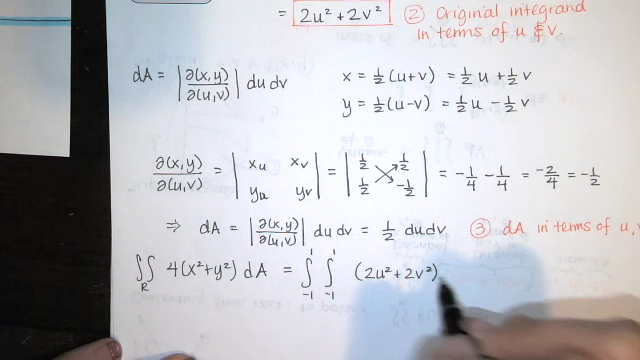 = 2u² + 2v² ② Original integrand
in terms of u & v.
dA = |∂(x,y)/∂(u,v)| du dv x = ½(u+v) = ½u + ½v
y = ½(u-v) = ½u - ½v
∂(x,y)/∂(u,v) = |xu xv yu yv| = |½ ½ ½ -½| = -¼ - ¼ = -2/4 = -½
⇒ dA = |∂(x,y)/∂(u,v)| du dv = ½ du dv ③ dA in terms of u,
∬R 4(x²+y²) dA = ∫₋₁¹ ∫₋₁¹ (2u²+2v²)